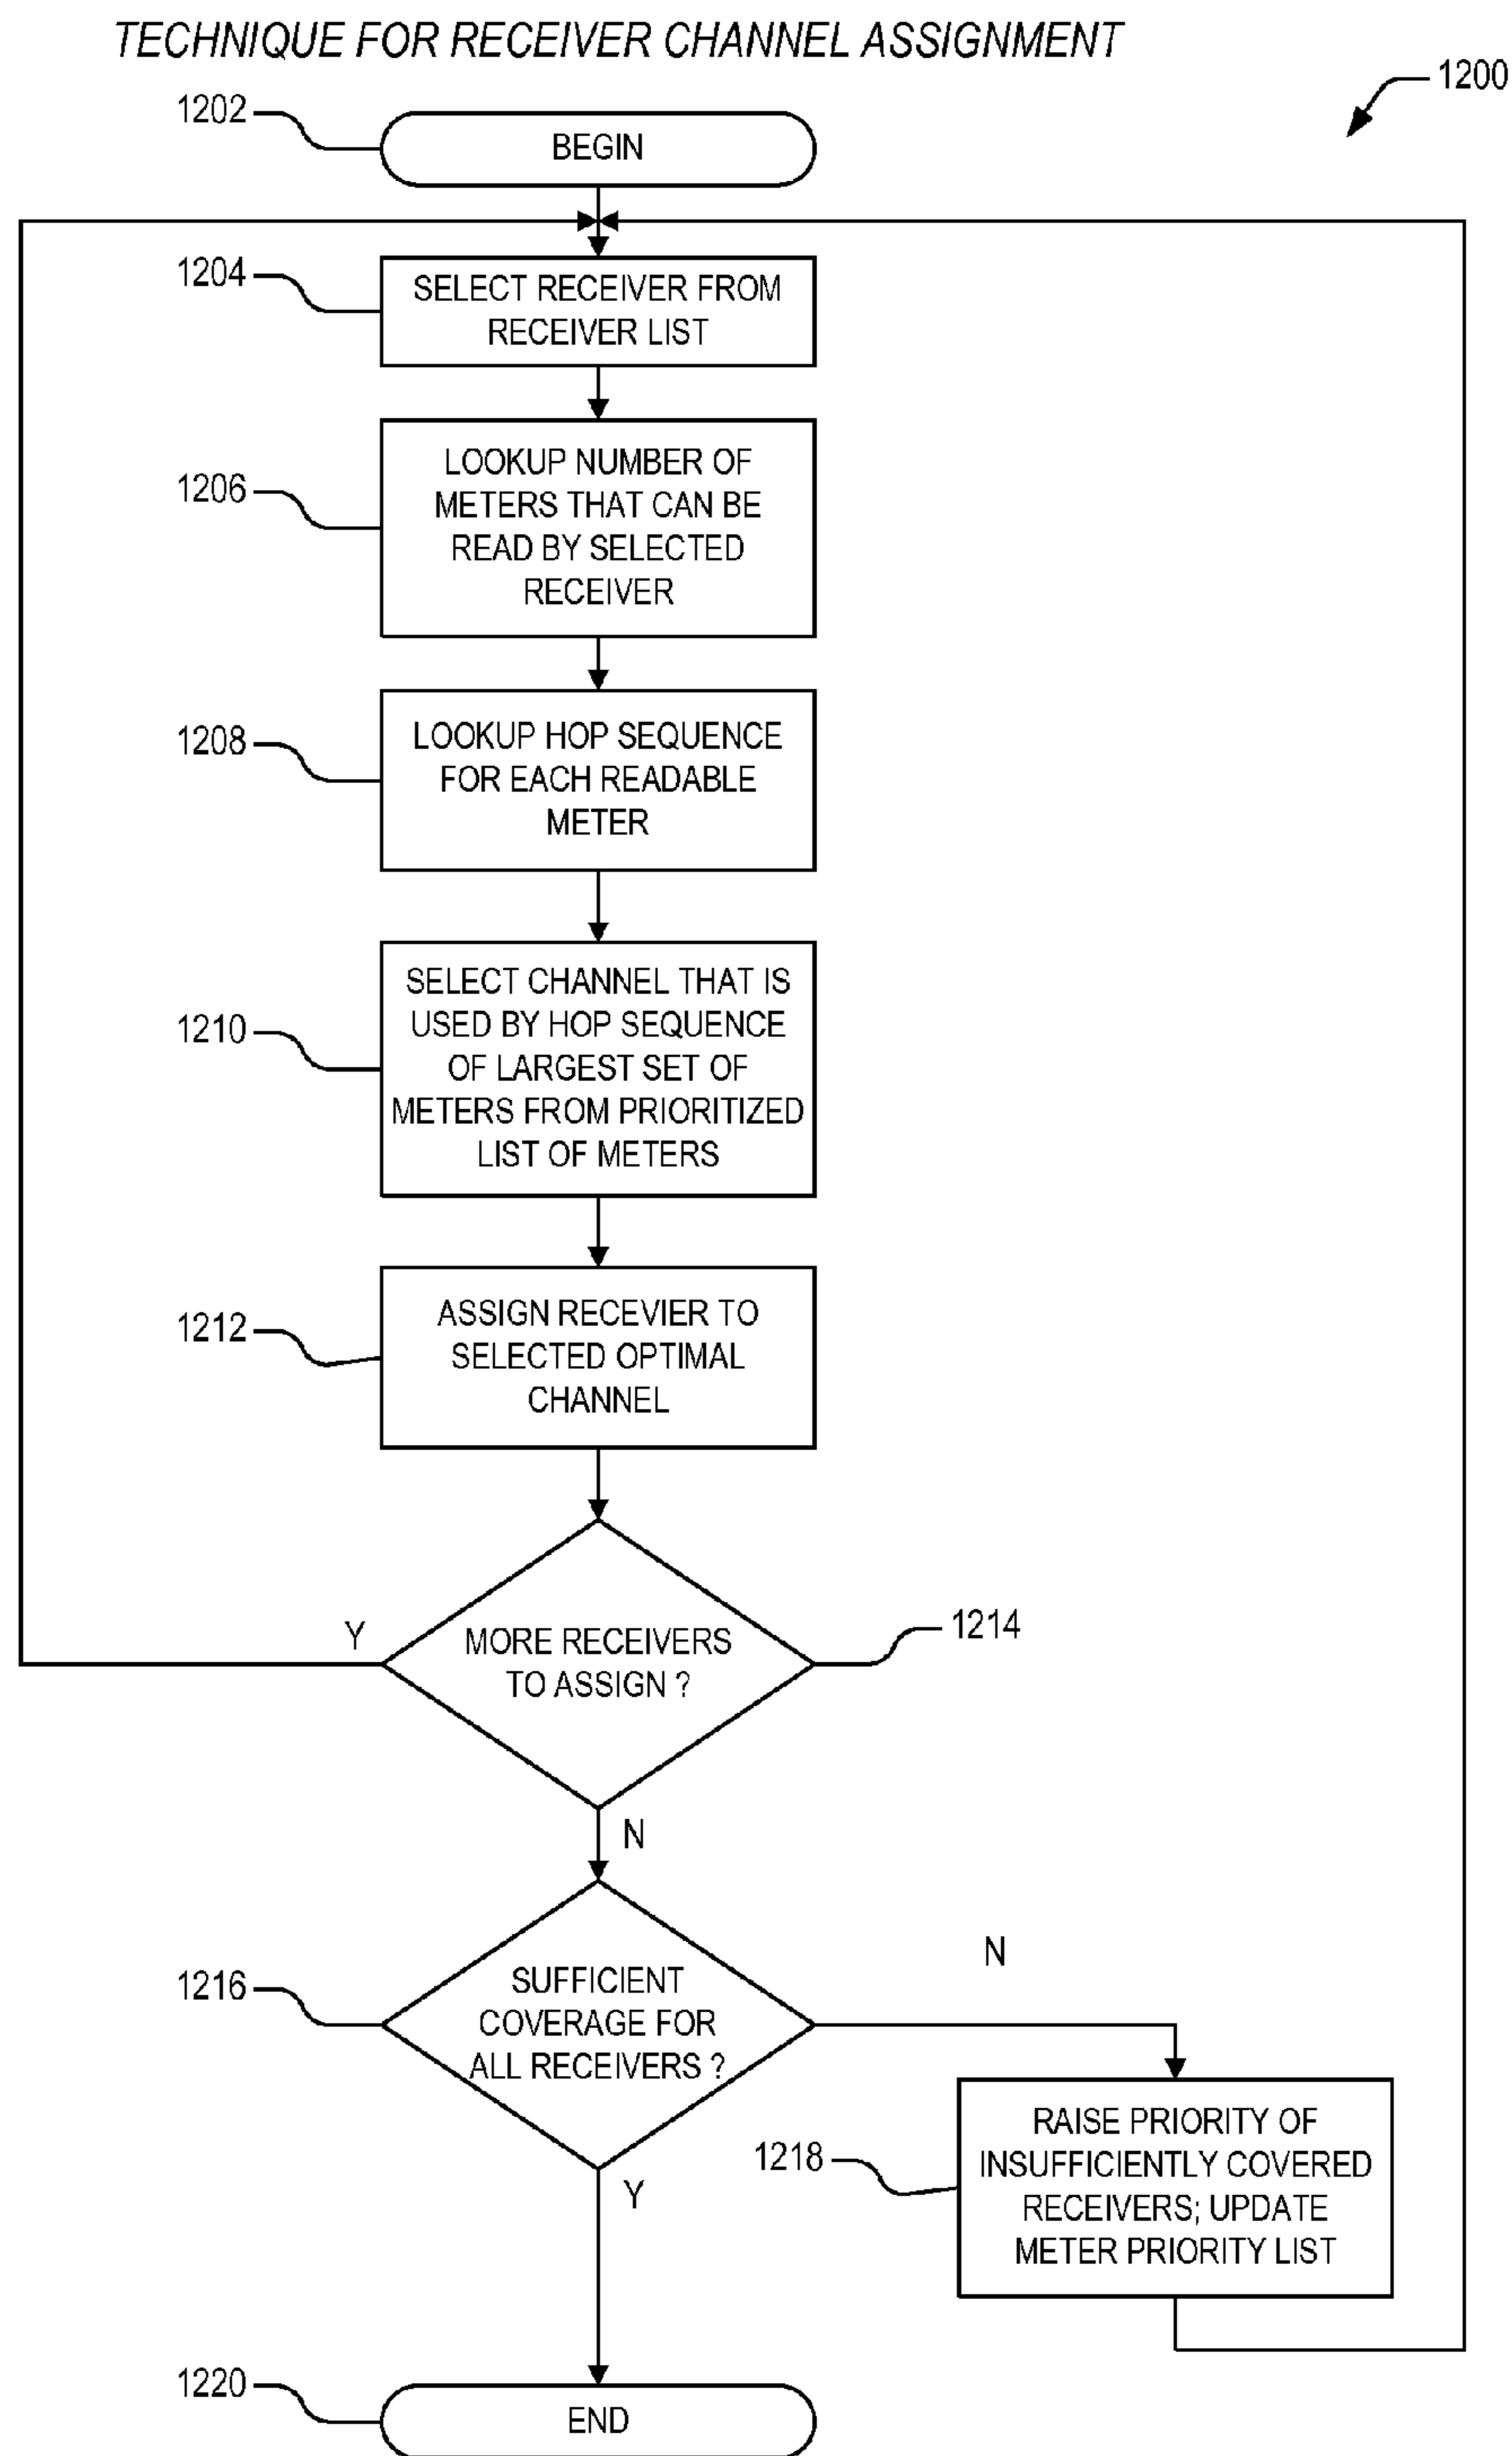 TECHNIQUE FOR RECEIVER CHANNEL ASSIGNMENT
1200
1202
BEGIN
1204
SELECT RECEIVER FROM
RECEIVER LIST
1206
LOOKUP NUMBER OF
METERS THAT CAN BE
READ BY SELECTED
RECEIVER
1208
LOOKUP HOP SEQUENCE
FOR EACH READABLE
METER
1210
SELECT CHANNEL THAT IS
USED BY HOP SEQUENCE
OF LARGEST SET OF
METERS FROM PRIORITIZED
LIST OF METERS
1212
ASSIGN RECEVIER TO
SELECTED OPTIMAL
CHANNEL
Y
MORE RECEIVERS
TO ASSIGN ?
1214
N
1216
SUFFICIENT
COVERAGE FOR
ALL RECEIVERS ?
N
Y
1218
RAISE PRIORITY OF
INSUFFICIENTLY COVERED
RECEIVERS; UPDATE
METER PRIORITY LIST
1220
END